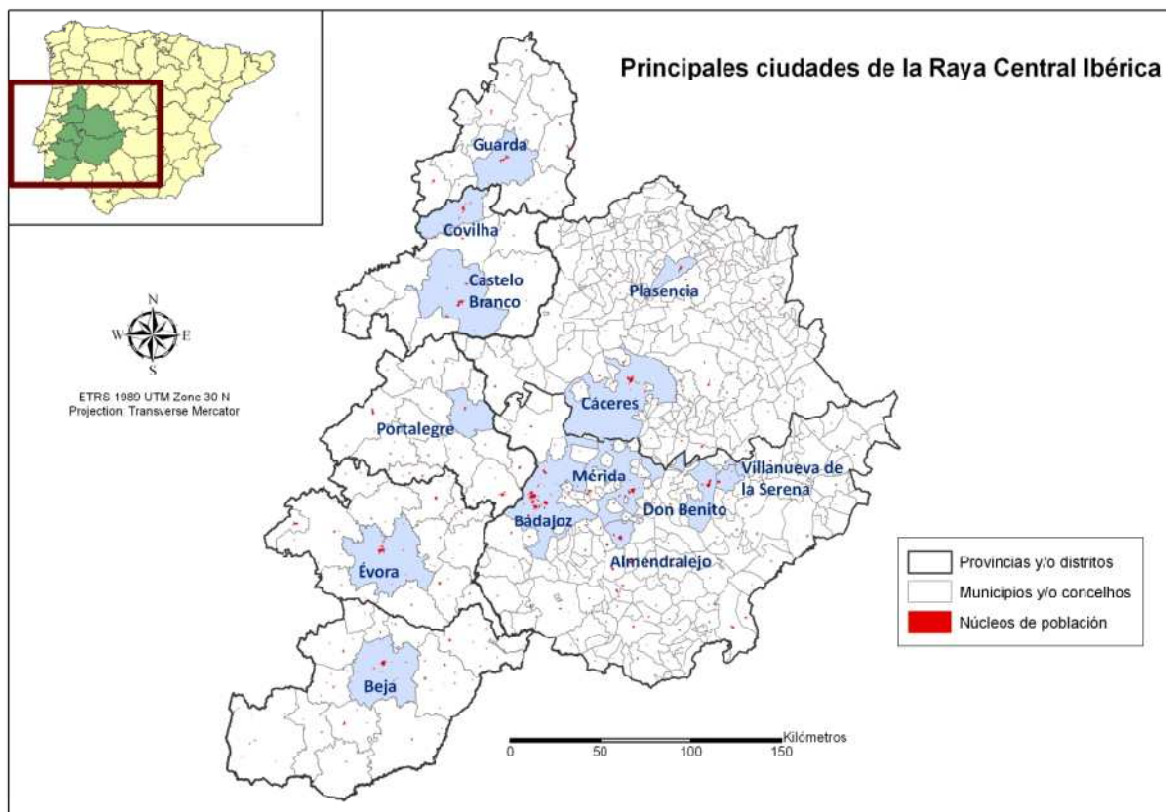 Principales ciudades de la Raya Central Ibérica
Guarda
Covilha
Castelo
Branco
Plasencia
N
W E
S
ETRS 1989 UTM Zone 30 N
Projection: Transverse Mercator
Cáceres
Portalegre
Mérida
Villanueva de
la Serena
Badajoz
Don Benito
Almendralejo
Évora
Beja
Provincias y/o distritos
Municipios y/o concelhos
Núcleos de población
Kilómetros
0 50 100 150